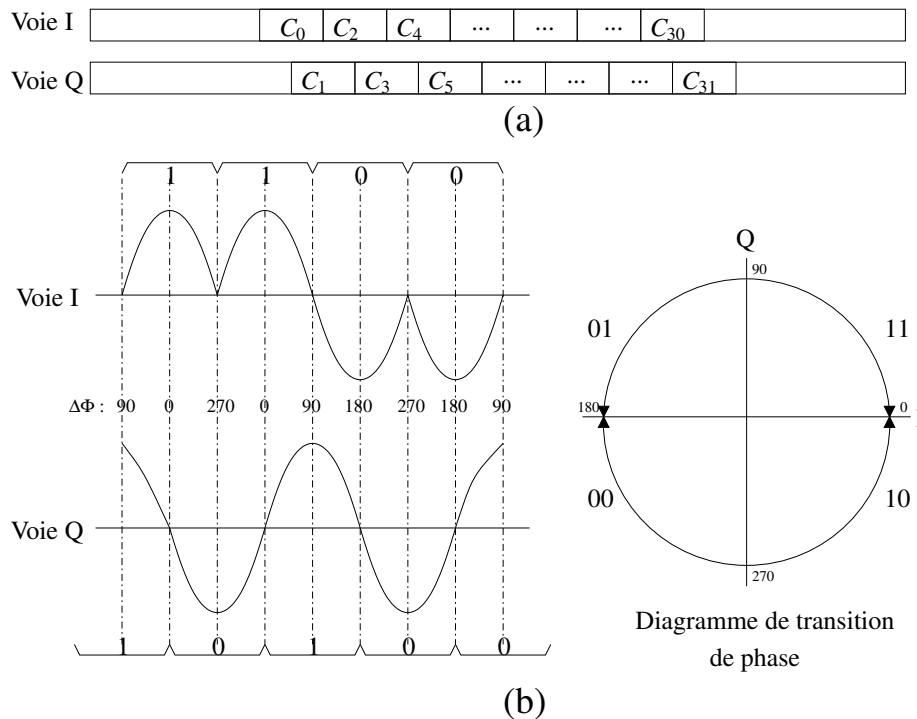 Voie I C0 C2 C4 ... ... ... C30
Voie Q C1 C3 C5 ... ... ... C31
(a)
1 1 0 0
Voie I
ΔΦ : 90 0 270 0 90 180 270 180 90
Voie Q
1 0 1 0 0
Q
90
01 11
180 0
00 10
270
Diagramme de transition
de phase
(b)